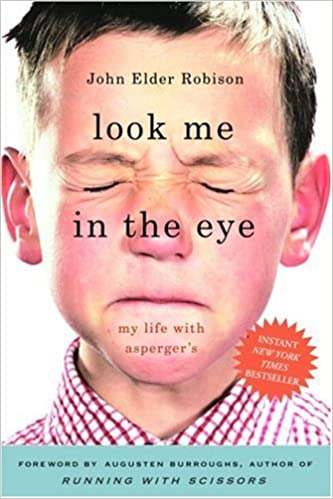 John Elder Robison
look me
in the eye
my life with
asperger's
INSTANT
NEW YORK
TIMES
BESTSELLER
FOREWORD BY AUGUSTEN BURROUGHS, AUTHOR OF
RUNNING WITH SCISSORS